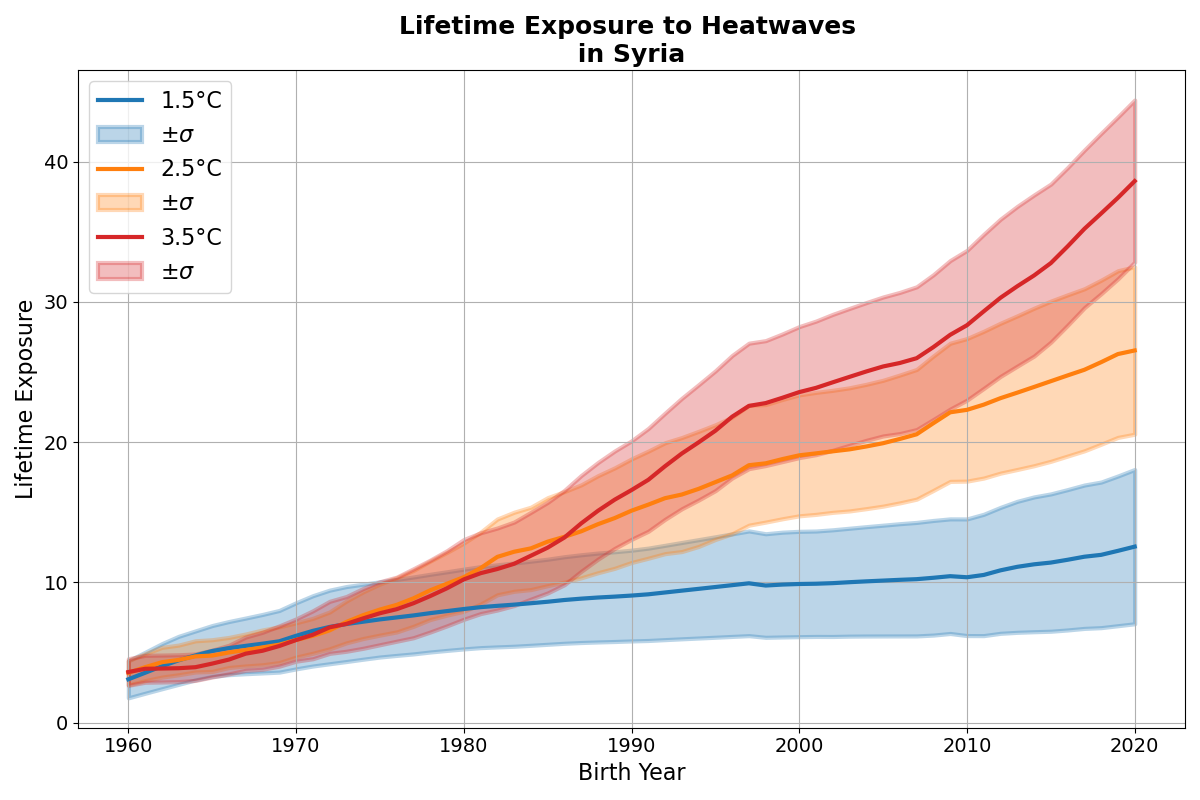 Lifetime Exposure to Heatwaves
in Syria
1.5°C
±σ
2.5°C
±σ
3.5°C
±σ
Lifetime Exposure
40
30
20
10
0
1960 1970 1980 1990 2000 2010 2020
Birth Year